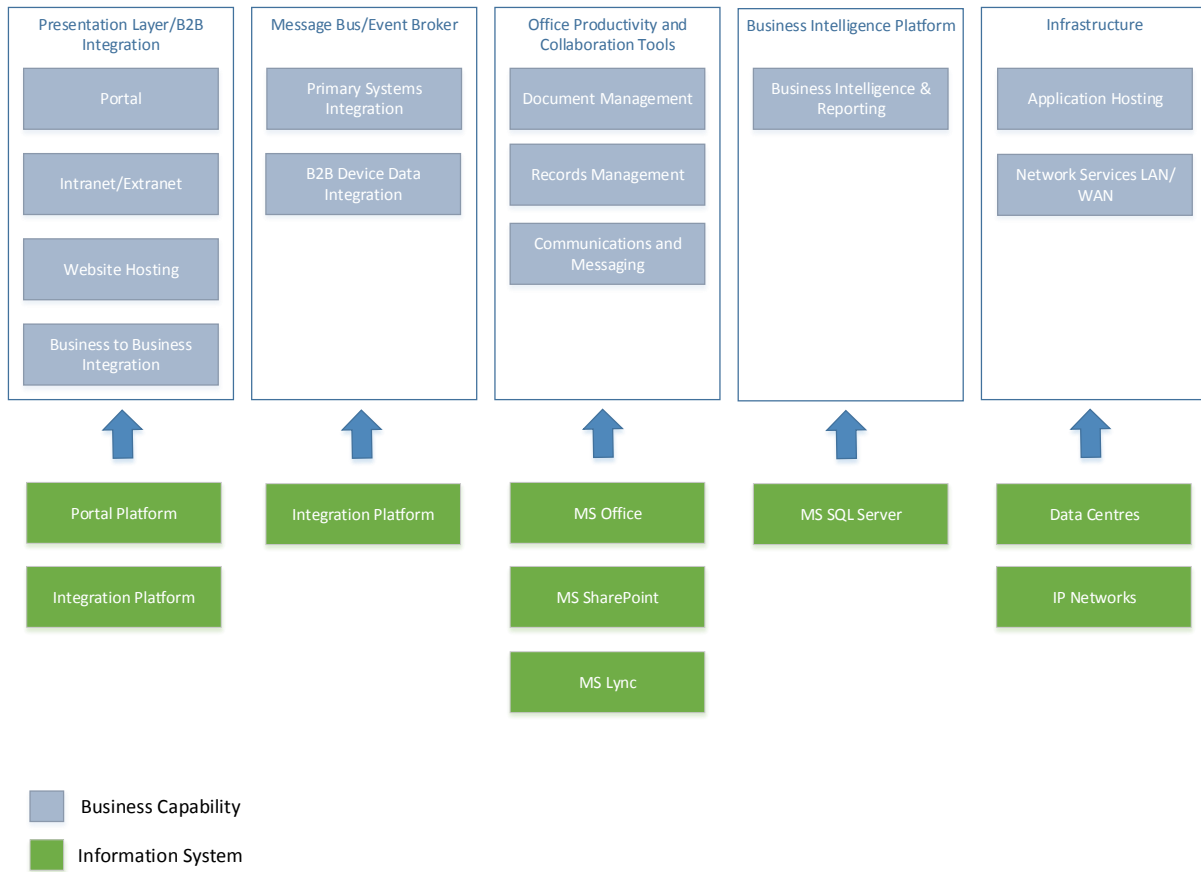 Presentation Layer/B2B
Integration
Portal
Intranet/Extranet
Website Hosting
Business to Business
Integration
Message Bus/Event Broker
Primary Systems
Integration
B2B Device Data
Integration
Office Productivity and
Collaboration Tools
Document Management
Records Management
Communications and
Messaging
Business Intelligence Platform
Business Intelligence &
Reporting
Infrastructure
Application Hosting
Network Services LAN/
WAN
Portal Platform
Integration Platform
Integration Platform
MS Office
MS SharePoint
MS Lync
MS SQL Server
Data Centres
IP Networks
Business Capability
Information System